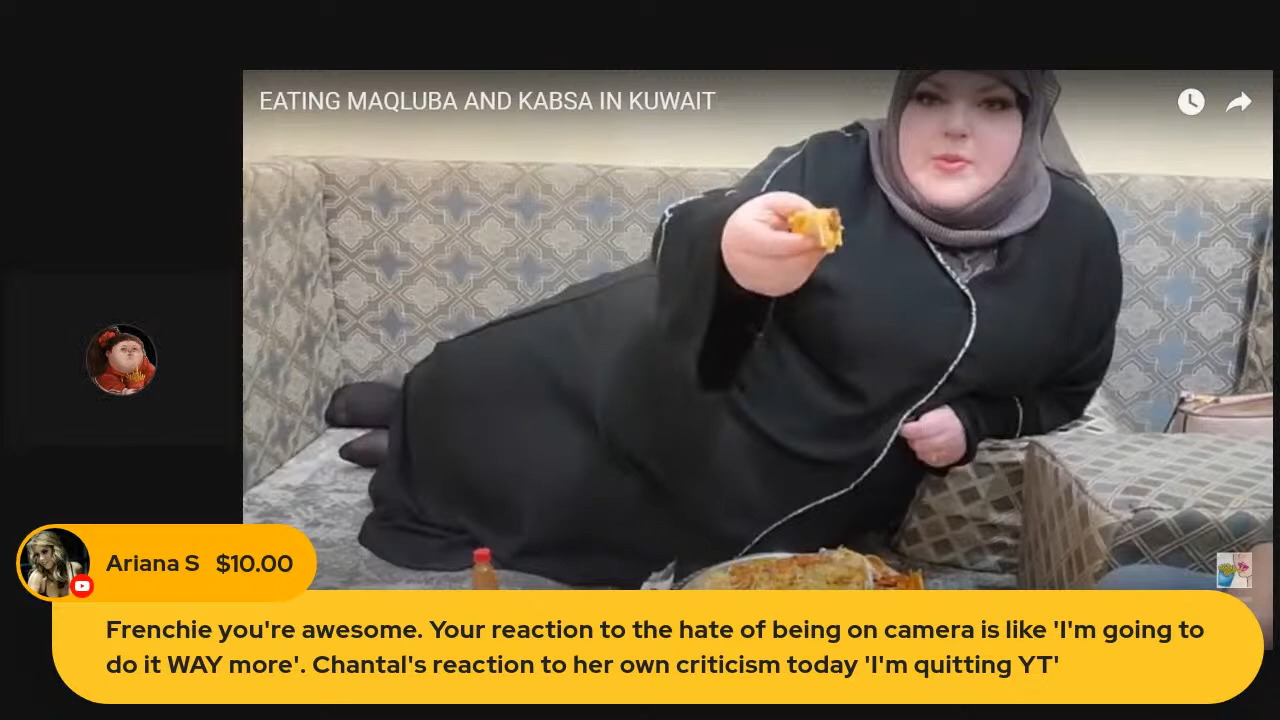 EATING MAQLUBA AND KABSA IN KUWAIT
Ariana S $10.00
Frenchie you're awesome. Your reaction to the hate of being on camera is like 'I'm going to
do it WAY more'. Chantal's reaction to her own criticism today 'I'm quitting YT'